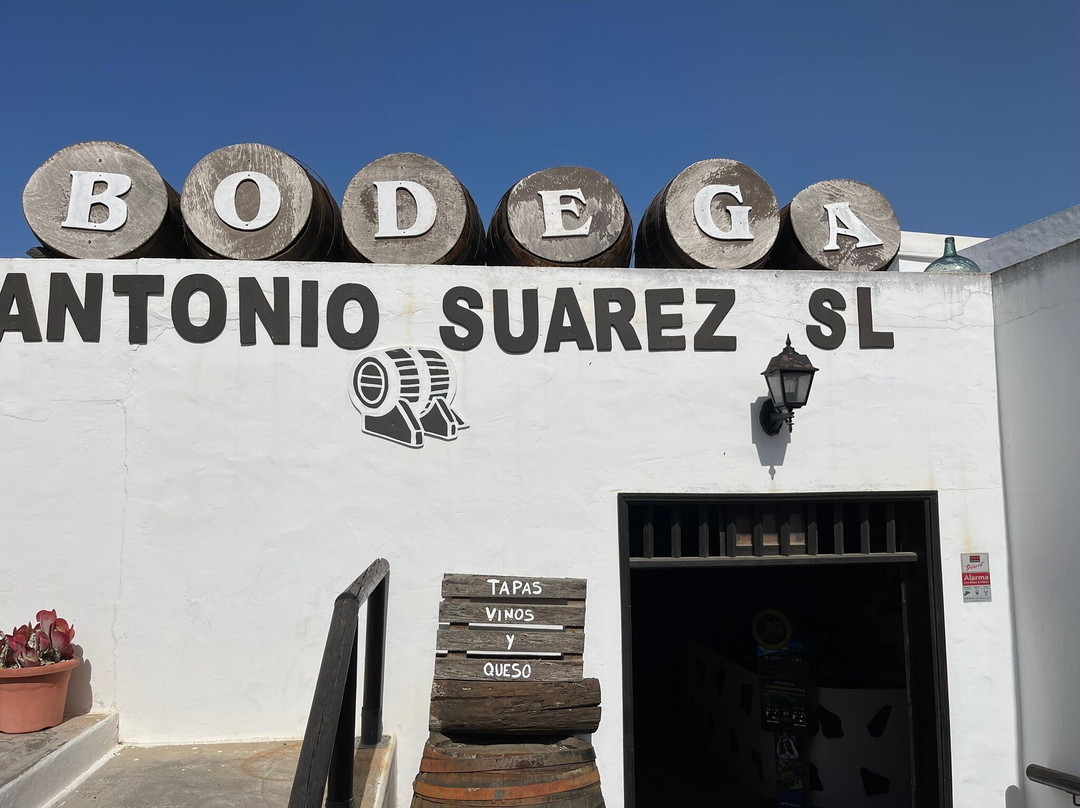 BODEGA
ANTONIO SUAREZ SL
TAPAS
VINOS
Y
QUESO
Alarma